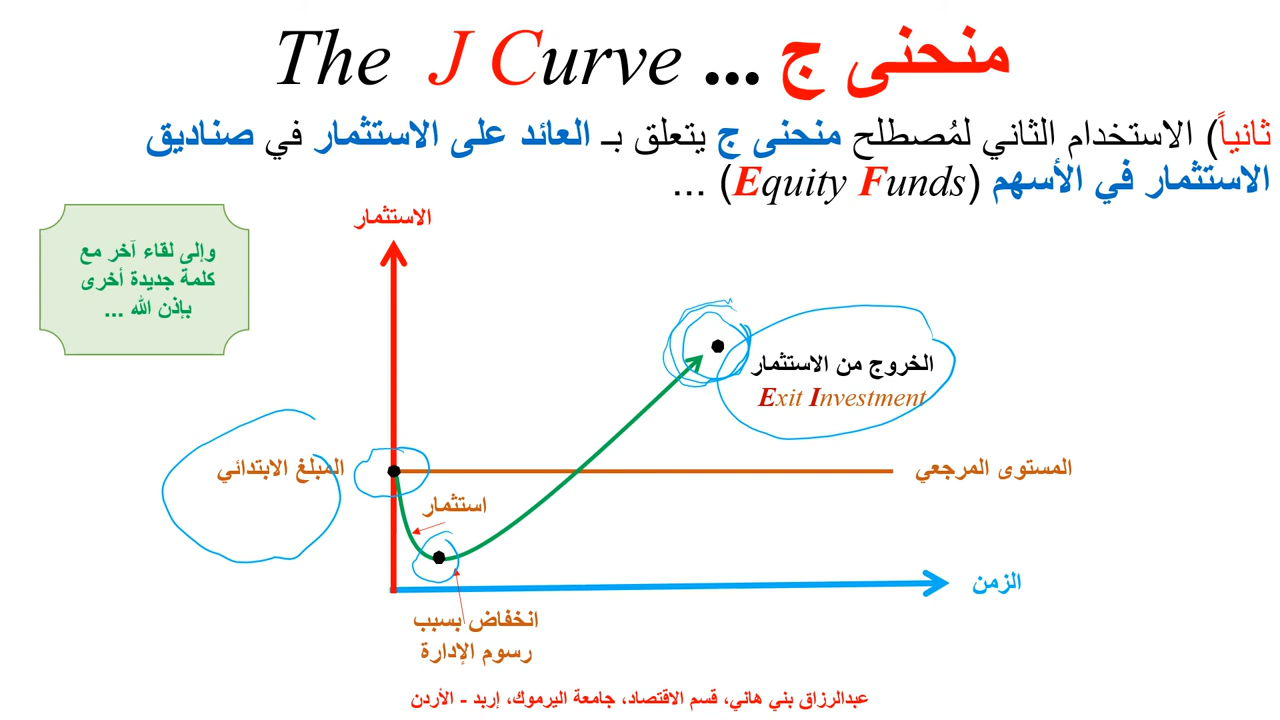 The J Curve ... منحنى ج
ثانياً) الاستخدام الثاني لمُصطلح منحنى ج يتعلق بـ العائد على الاستثمار في صناديق
الاستثمار في الأسهم (Equity Funds) ...
الاستثمار
وإلى لقاء آخر مع
كلمة جديدة أخرى
بإذن الله ...
الخروج من الاستثمار
Exit Investment
المستوى المرجعي
المبلغ الابتدائي
استثمار
الزمن
انخفاض بسبب
رسوم الإدارة
عبدالرزاق بني هاني، قسم الاقتصاد، جامعة اليرموك، إربد - الأردن